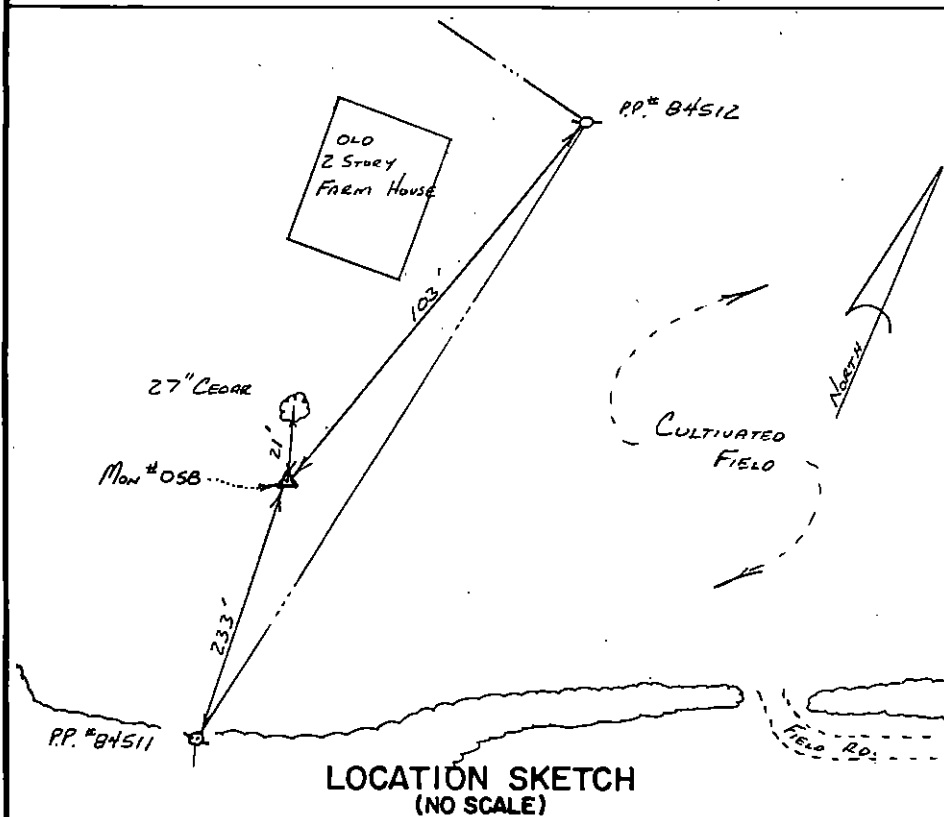 P.P.# 84512
OLD
2 STORY
FARM HOUSE
103'
NORTH
27" CEDAR
21'
CULTIVATED
FIELD
MON #05B
233'
P.P. #84511
FIELD RD.
LOCATION SKETCH
(NO SCALE)